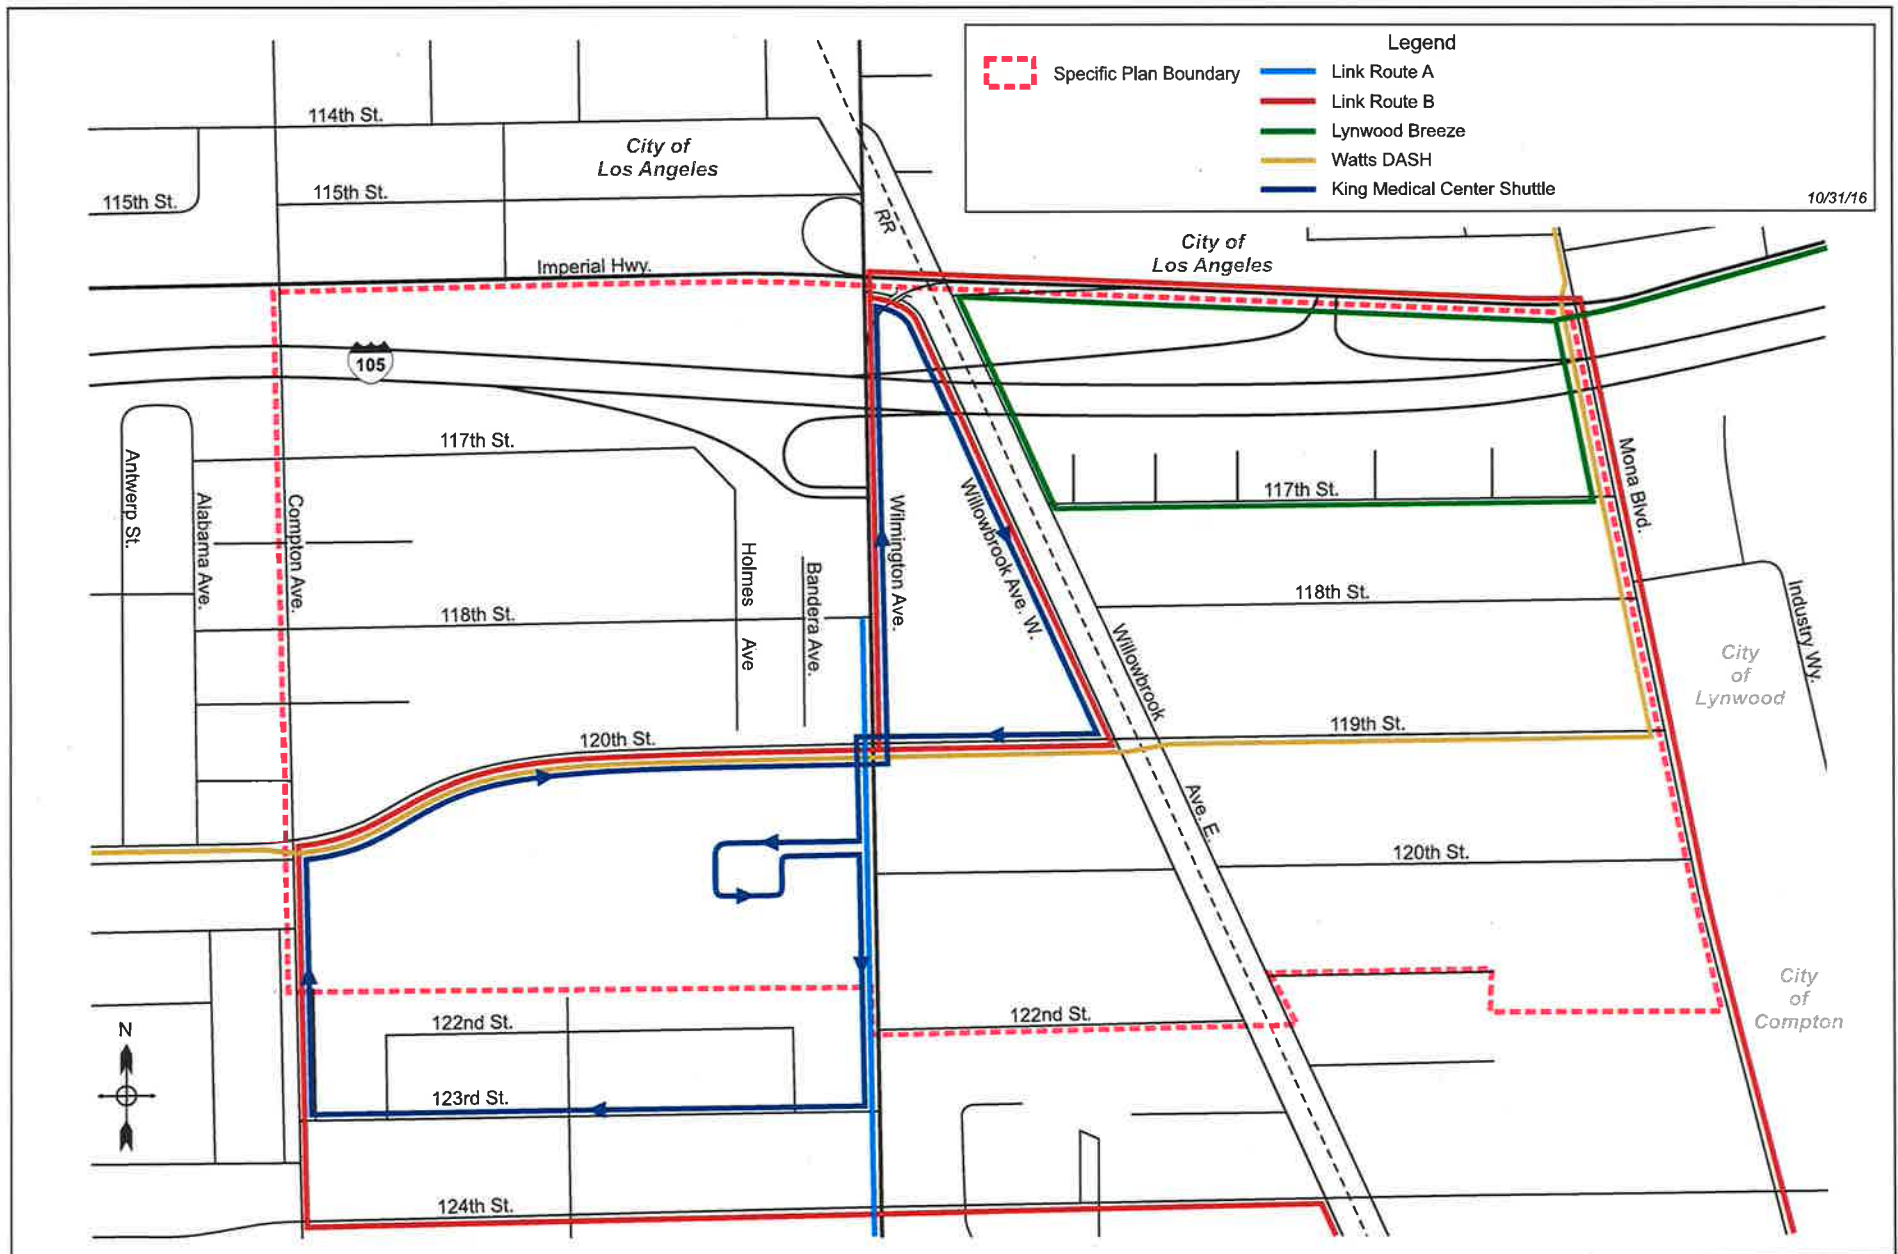 Legend
Specific Plan Boundary
Link Route A
Link Route B
Lynwood Breeze
Watts DASH
King Medical Center Shuttle
10/31/16
114th St.
City of
Los Angeles
115th St.
115th St.
RR
City of
Los Angeles
Imperial Hwy.
105
117th St.
Antwerp St.
Alabama Ave.
Compton Ave.
Holmes
Ave
Bandera Ave.
Wilmington Ave.
Willowbrook Ave. W.
117th St.
Mona Blvd.
118th St.
118th St.
Willowbrook
Ave. E.
Industry Wy.
City
of
Lynwood
120th St.
119th St.
120th St.
City
of
Compton
122nd St.
122nd St.
N
123rd St.
124th St.